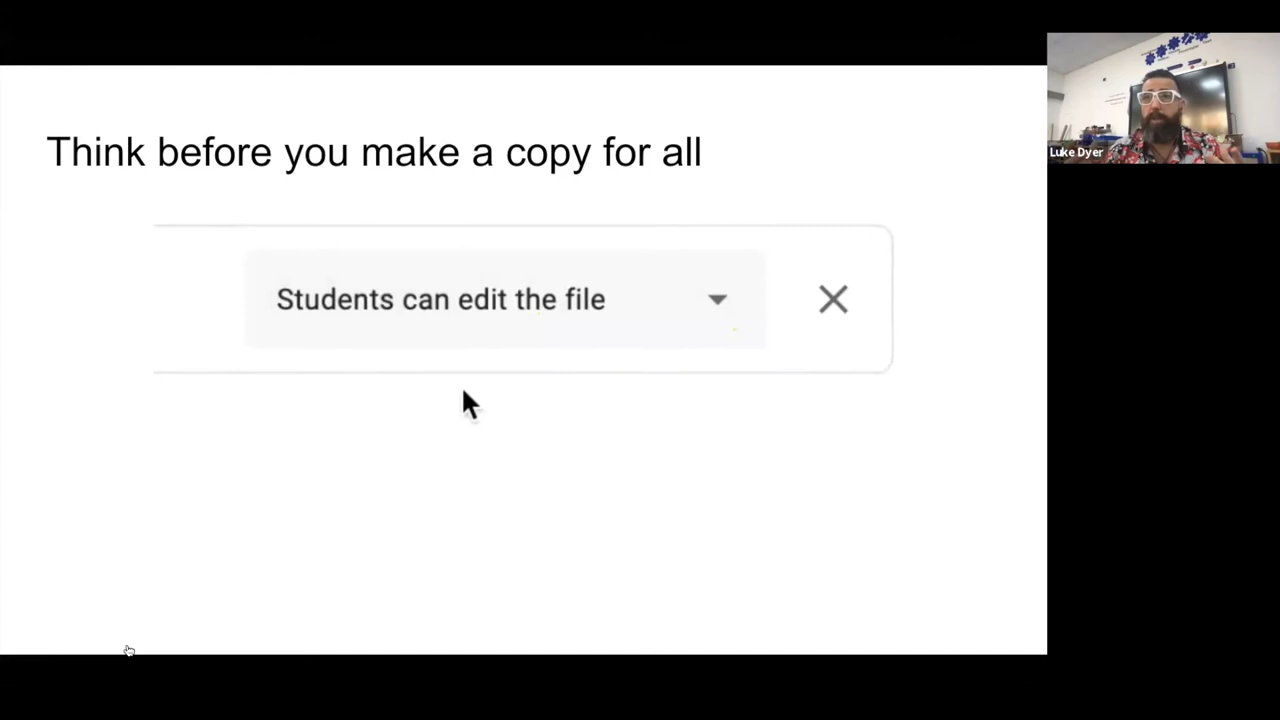 Think before you make a copy for all
Students can edit the file
Luke Dyer